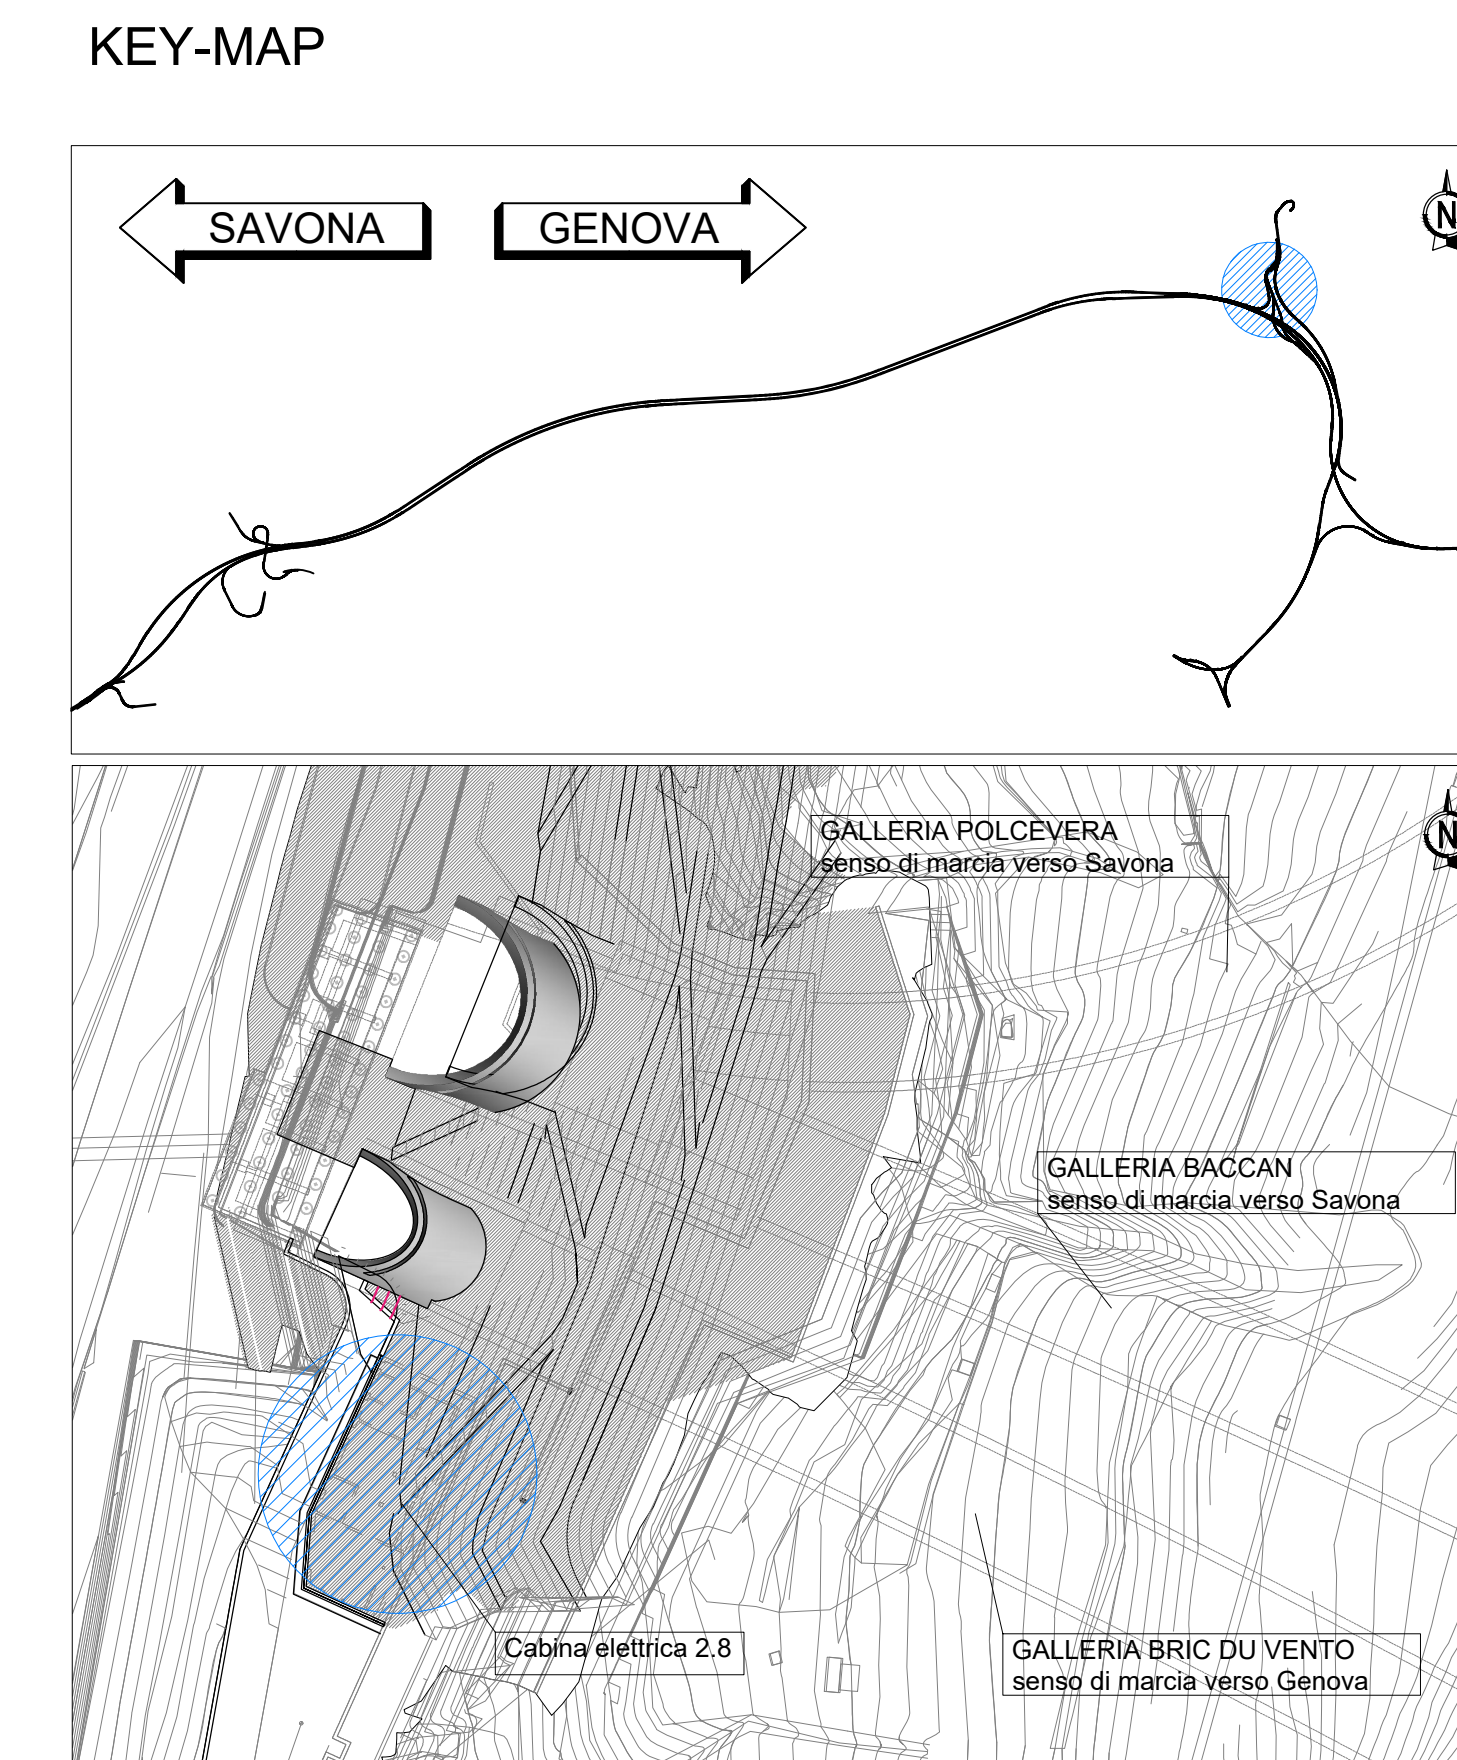 KEY-MAP
SAVONA
GENOVA
N
GALLERIA POLCEVERA
senso di marcia verso Savona
N
GALLERIA BACCAN
senso di marcia verso Savona
Cabina elettrica 2.8
GALLERIA BRIC DU VENTO
senso di marcia verso Genova